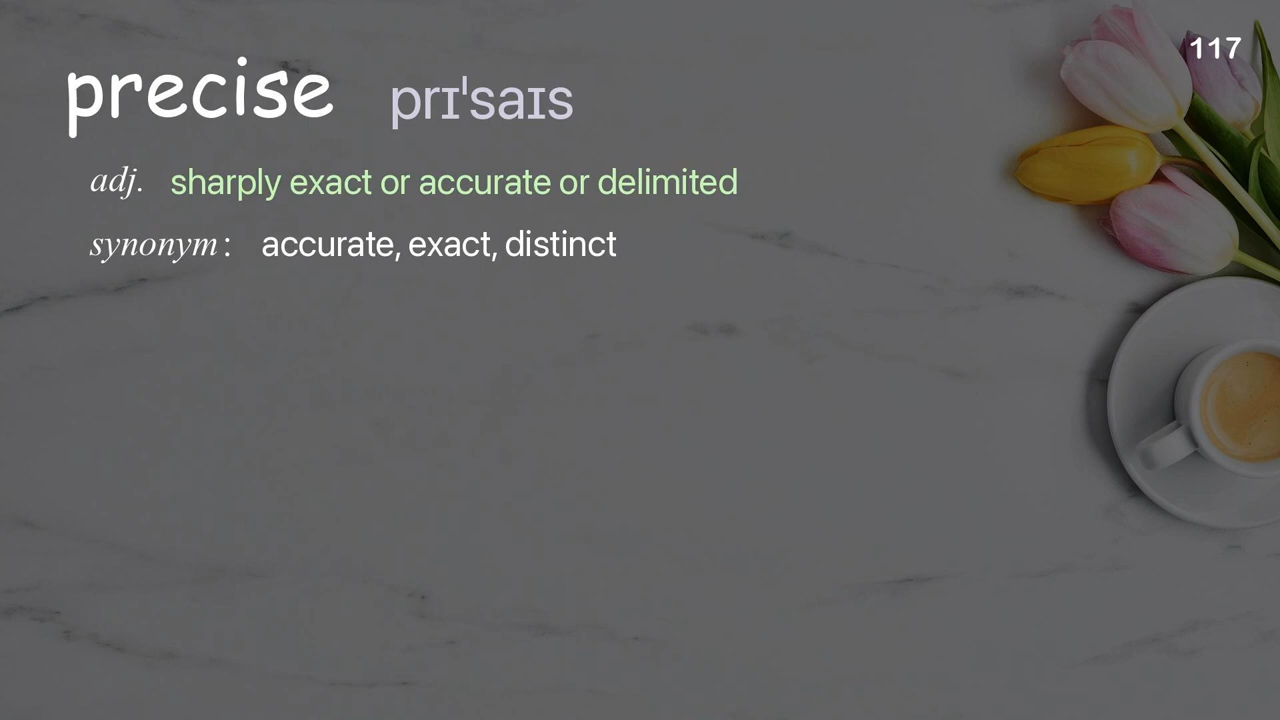 117
precise prɪˈsaɪs
adj. sharply exact or accurate or delimited
synonym : accurate, exact, distinct